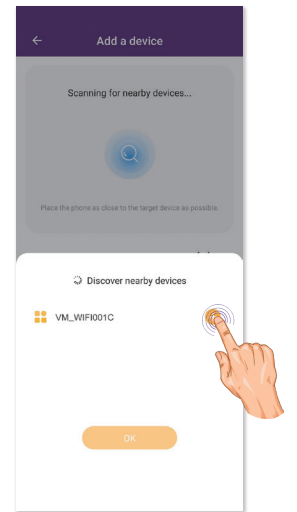 Add a device
Scanning for nearby devices...
Place the phone as close to the target device as possible.
Discover nearby devices
VM_WIFI001C
OK